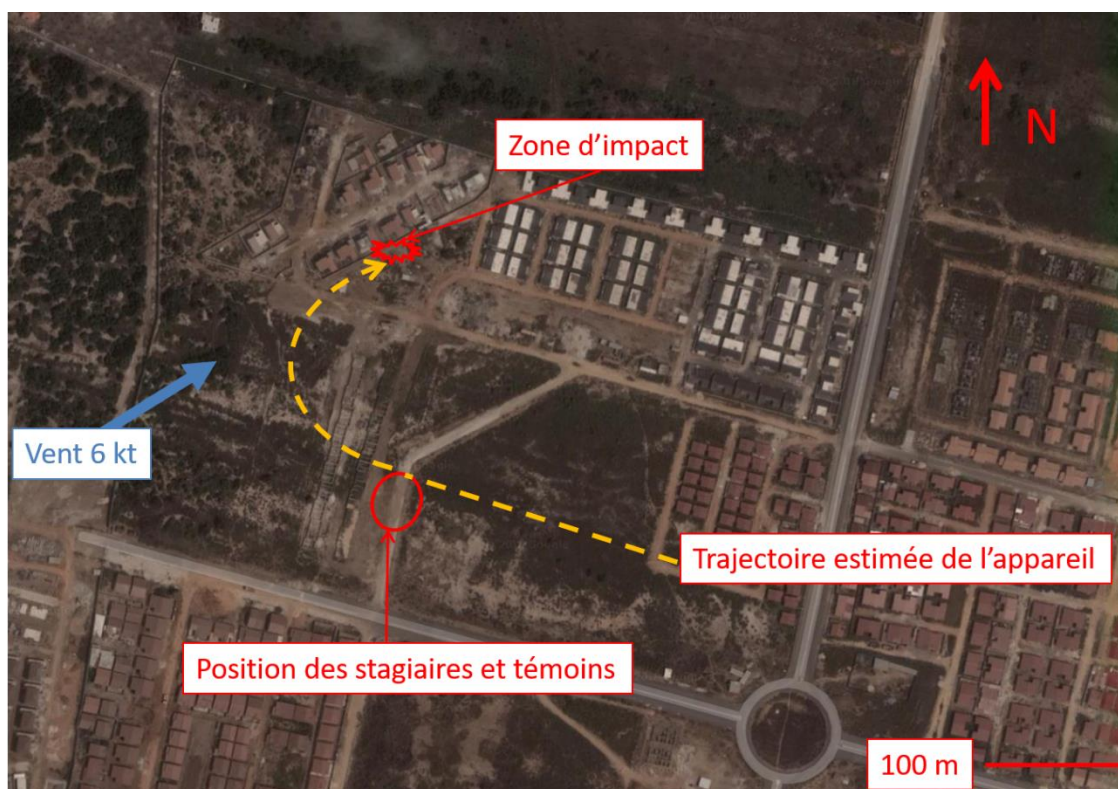 N
Zone d’impact
Vent 6 kt
Trajectoire estimée de l’appareil
Position des stagiaires et témoins
100 m